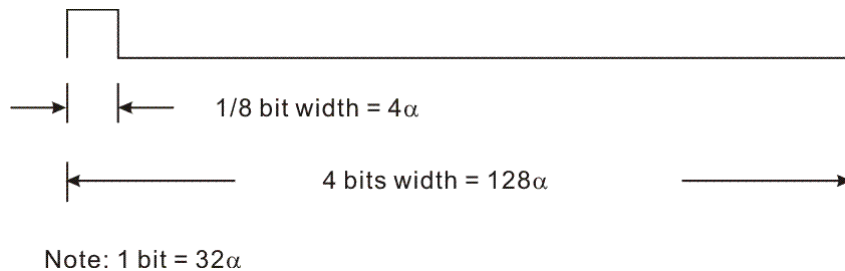 1/8 bit width = 4α
4 bits width = 128α
Note: 1 bit = 32α